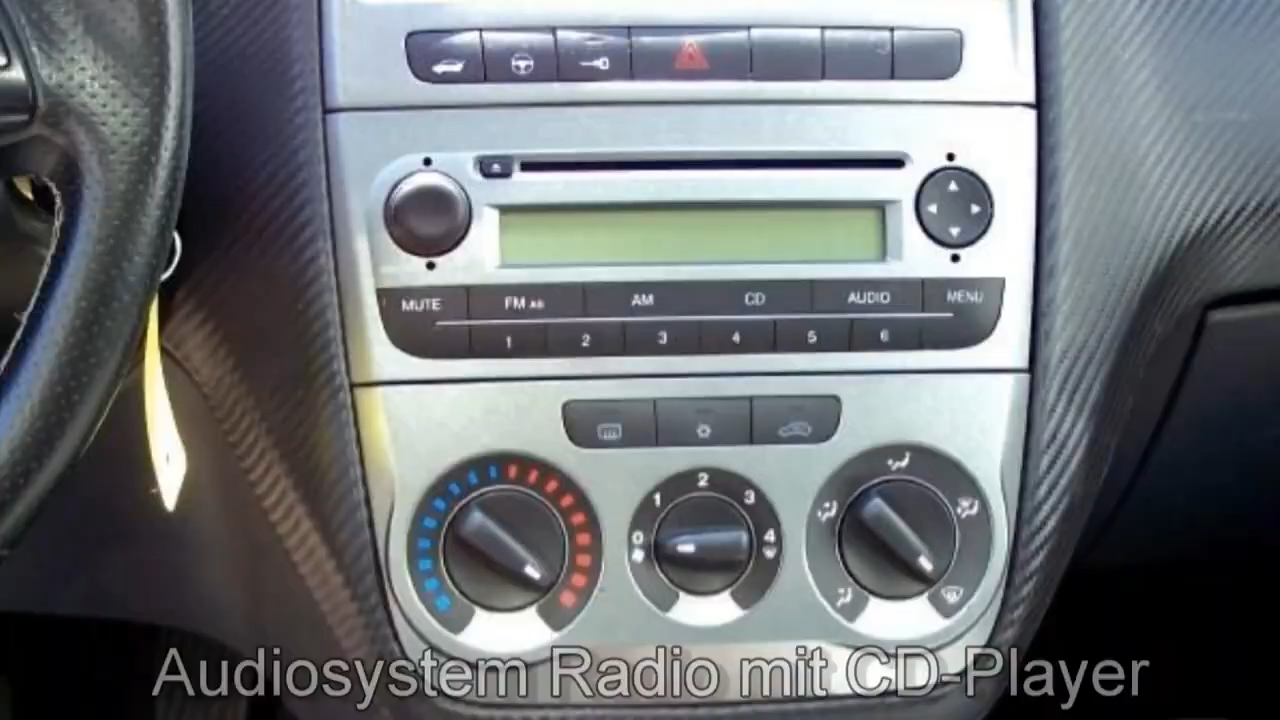 MUTE FM AS AM CD AUDIO MENU
1 2 3 4 5 6
1 2 3
0 4
Audiosystem Radio mit CD-Player